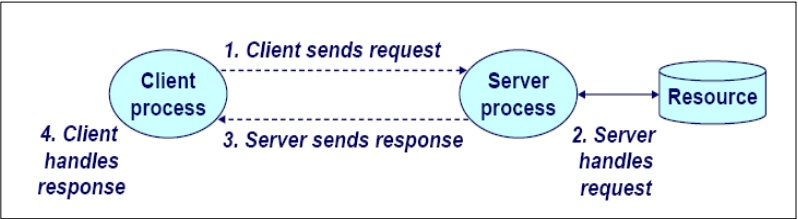 1. Client sends request
Client
process
Server
process
Resource
4. Client
handles
response
3. Server sends response
2. Server
handles
request